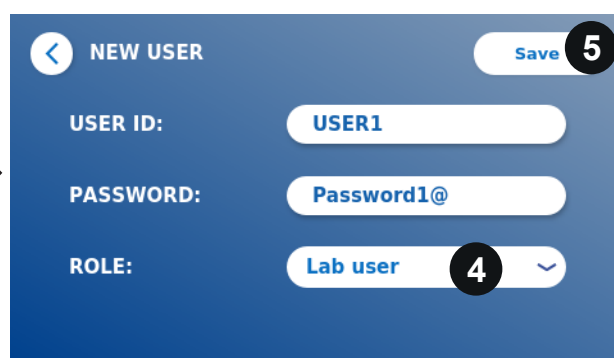 NEW USER Save 5
USER ID: USER1
PASSWORD: Password1@
ROLE: Lab user 4